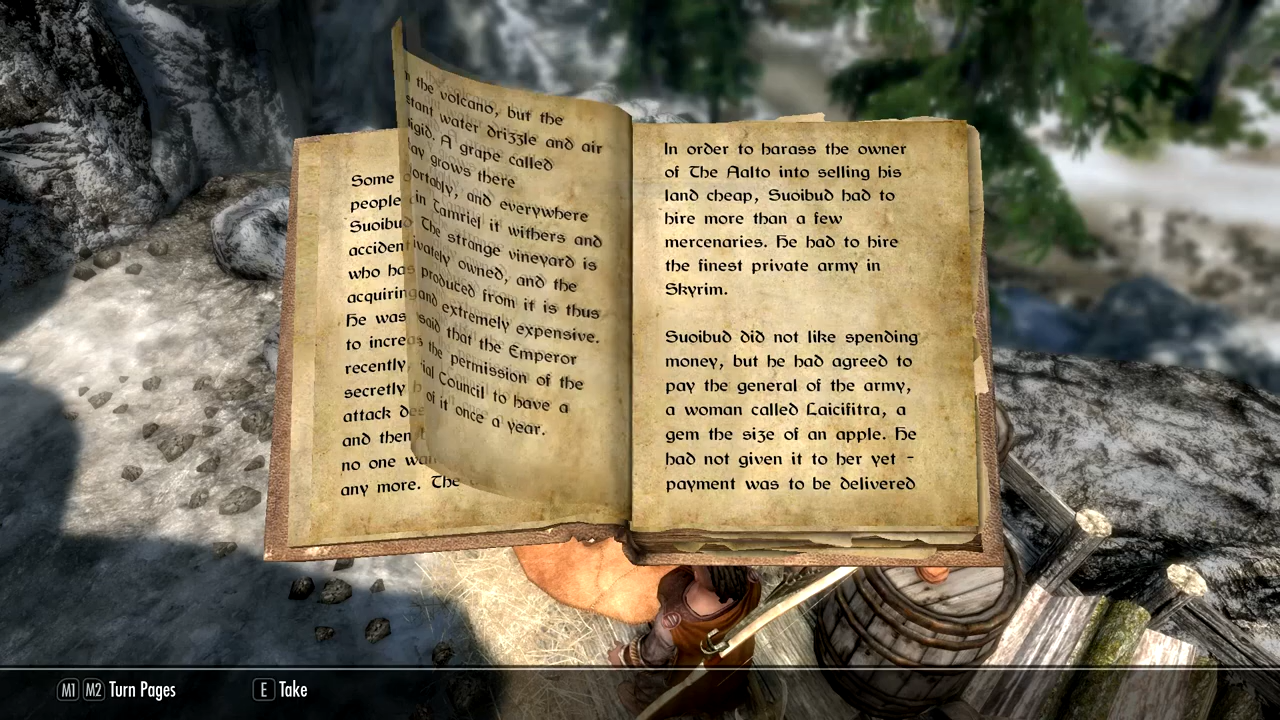 Some
people
Suoibud
accident
who has
acquiring
He was
to increas
recently,
secretly
attack des
and then
no one wa
any more. The
the volcano, but the
stant water drizzle and air
igid. A grape called
ay grows there
ortably, and everywhere
in Tamriel it withers and
The strange vineyard is
ivately owned, and the
produced from it is thus
and extremely expensive.
said that the Emperor
the permission of the
ial Council to have a
of it once a year.
In order to harass the owner
of The Aalto into selling his
land cheap, Suoibud had to
hire more than a few
mercenaries. He had to hire
the finest private army in
Skyrim.
Suoibud did not like spending
money, but he had agreed to
pay the general of the army,
a woman called Laicifitra, a
gem the size of an apple. He
had not given it to her yet -
payment was to be delivered
M1 M2 Turn Pages
E Take